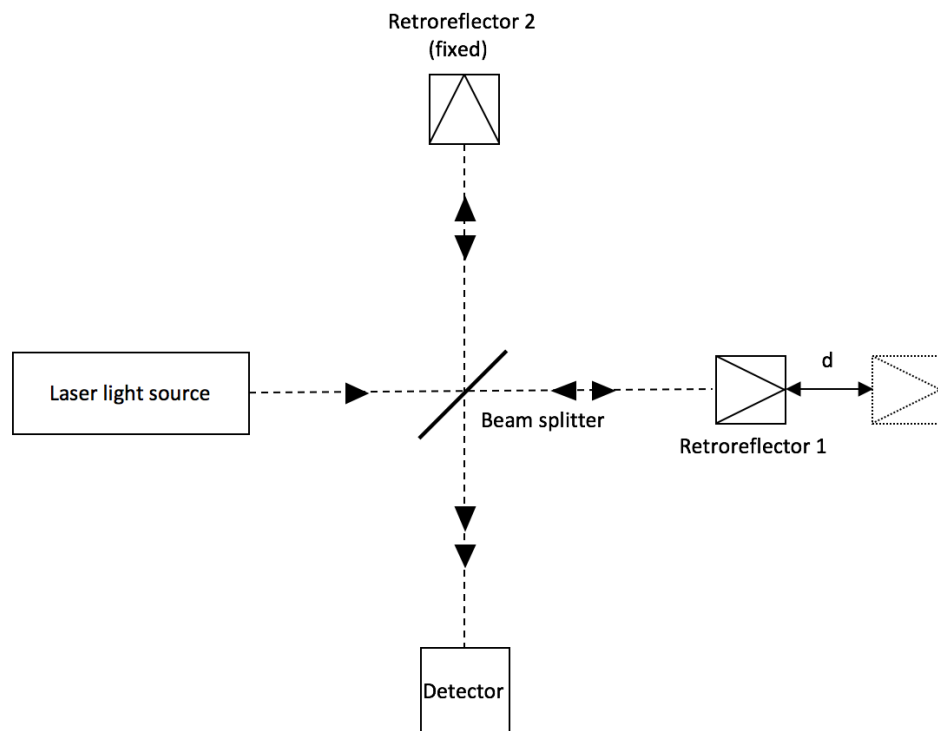 Retroreflector 2
(fixed)
Laser light source
d
Beam splitter
Retroreflector 1
Detector